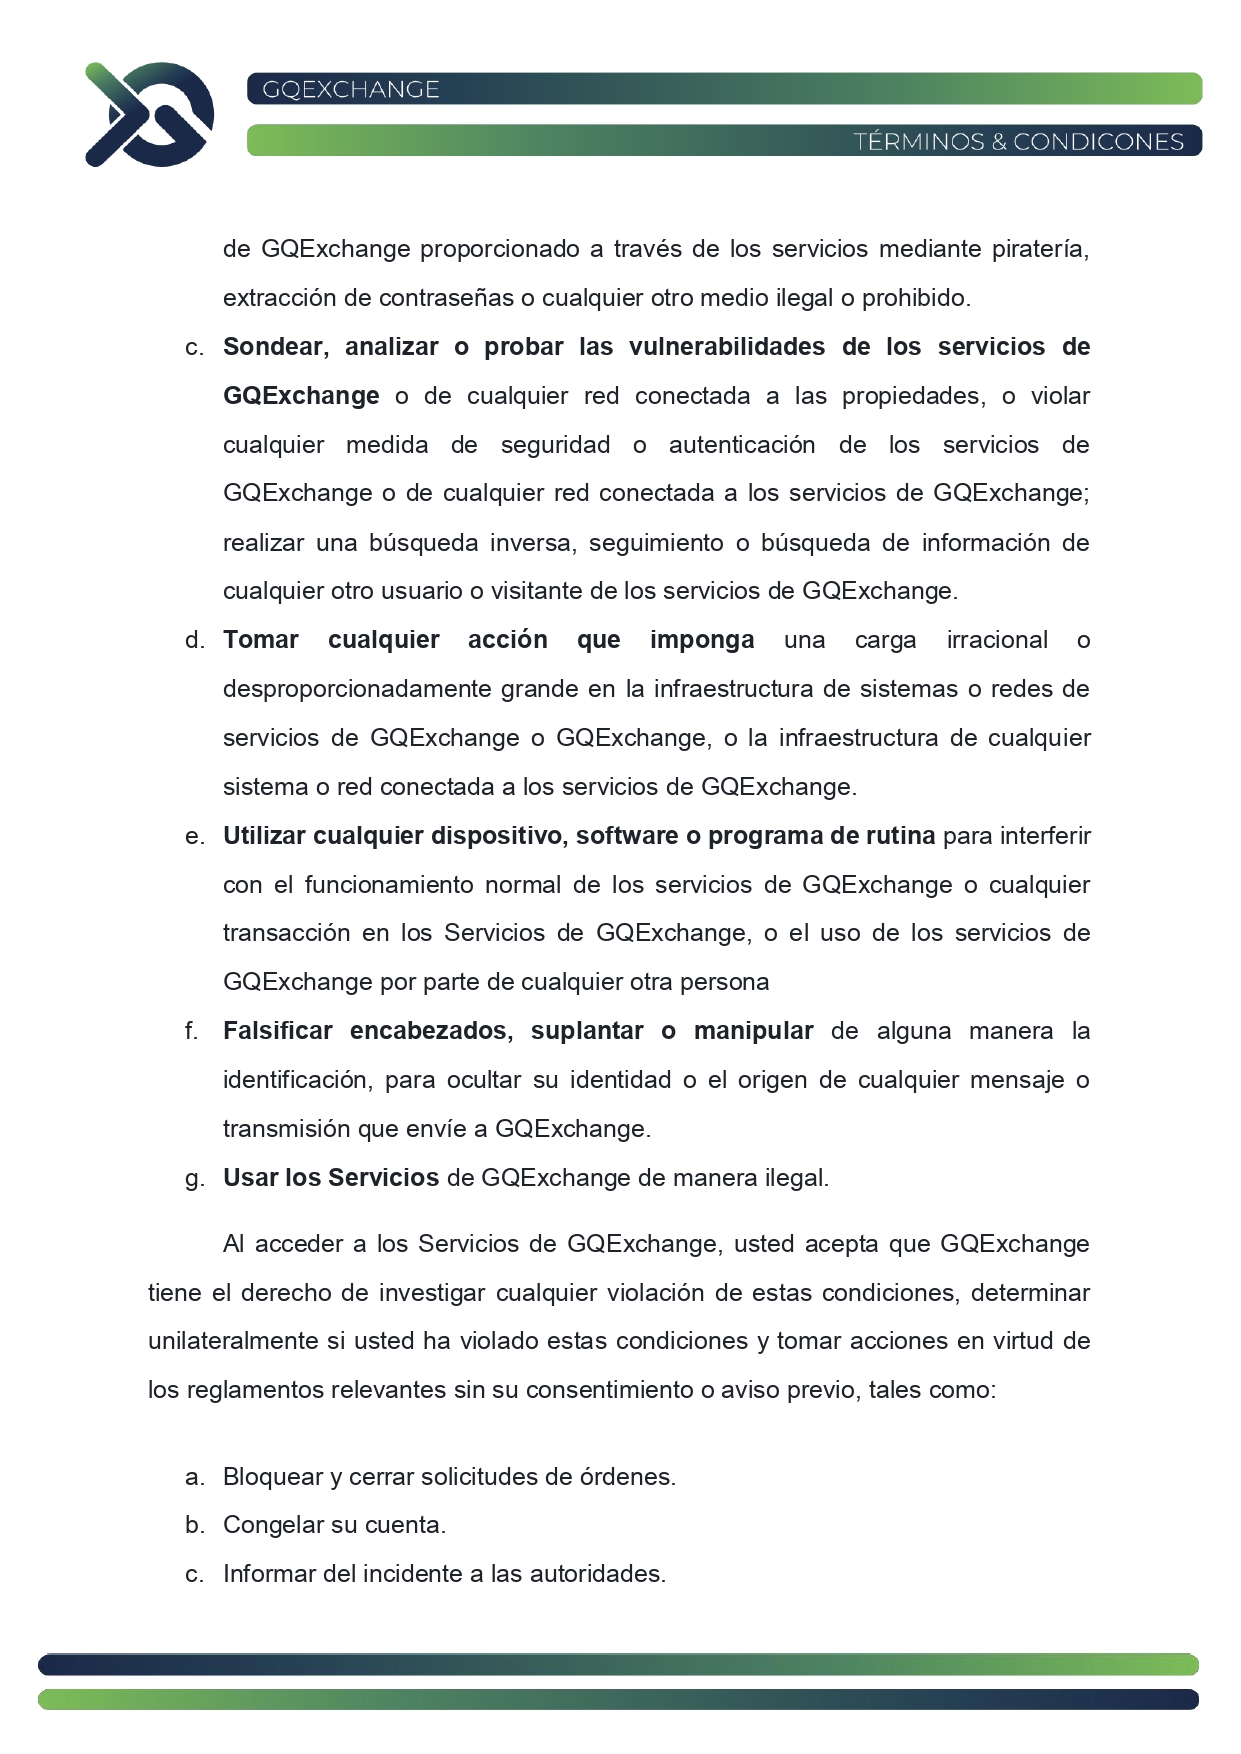 GQEXCHANGE
TÉRMINOS & CONDICONES
de GQExchange proporcionado a través de los servicios mediante piratería,
extracción de contraseñas o cualquier otro medio ilegal o prohibido.
c. Sondear, analizar o probar las vulnerabilidades de los servicios de
GQExchange o de cualquier red conectada a las propiedades, o violar
cualquier medida de seguridad o autenticación de los servicios de
GQExchange o de cualquier red conectada a los servicios de GQExchange;
realizar una búsqueda inversa, seguimiento o búsqueda de información de
cualquier otro usuario o visitante de los servicios de GQExchange.
d. Tomar cualquier acción que imponga una carga irracional o
desproporcionadamente grande en la infraestructura de sistemas o redes de
servicios de GQExchange o GQExchange, o la infraestructura de cualquier
sistema o red conectada a los servicios de GQExchange.
e. Utilizar cualquier dispositivo, software o programa de rutina para interferir
con el funcionamiento normal de los servicios de GQExchange o cualquier
transacción en los Servicios de GQExchange, o el uso de los servicios de
GQExchange por parte de cualquier otra persona
f. Falsificar encabezados, suplantar o manipular de alguna manera la
identificación, para ocultar su identidad o el origen de cualquier mensaje o
transmisión que envíe a GQExchange.
g. Usar los Servicios de GQExchange de manera ilegal.
Al acceder a los Servicios de GQExchange, usted acepta que GQExchange
tiene el derecho de investigar cualquier violación de estas condiciones, determinar
unilateralmente si usted ha violado estas condiciones y tomar acciones en virtud de
los reglamentos relevantes sin su consentimiento o aviso previo, tales como:
a. Bloquear y cerrar solicitudes de órdenes.
b. Congelar su cuenta.
c. Informar del incidente a las autoridades.